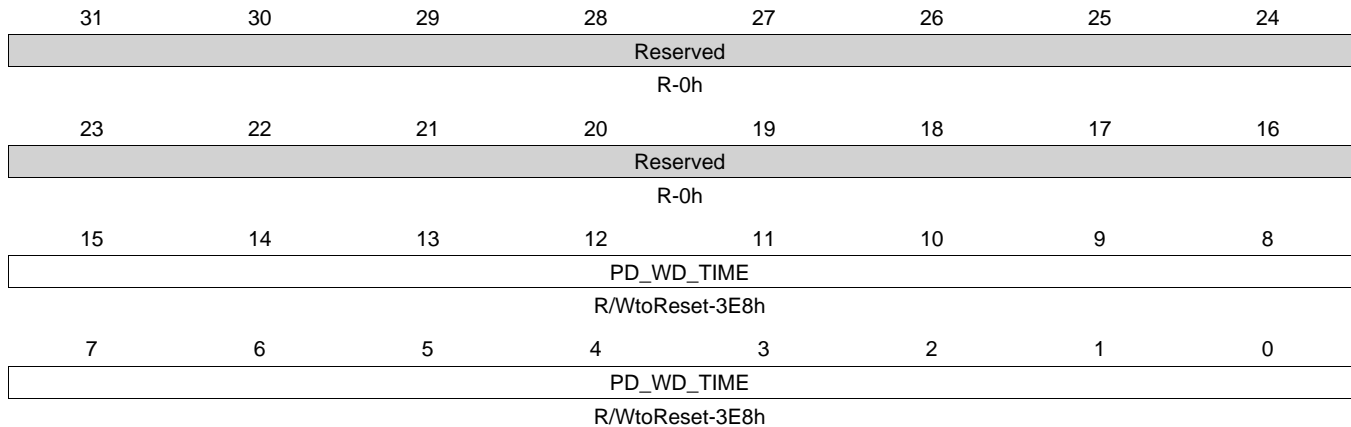 31 30 29 28 27 26 25 24
Reserved
R-0h
23 22 21 20 19 18 17 16
Reserved
R-0h
15 14 13 12 11 10 9 8
PD_WD_TIME
R/WtoReset-3E8h
7 6 5 4 3 2 1 0
PD_WD_TIME
R/WtoReset-3E8h